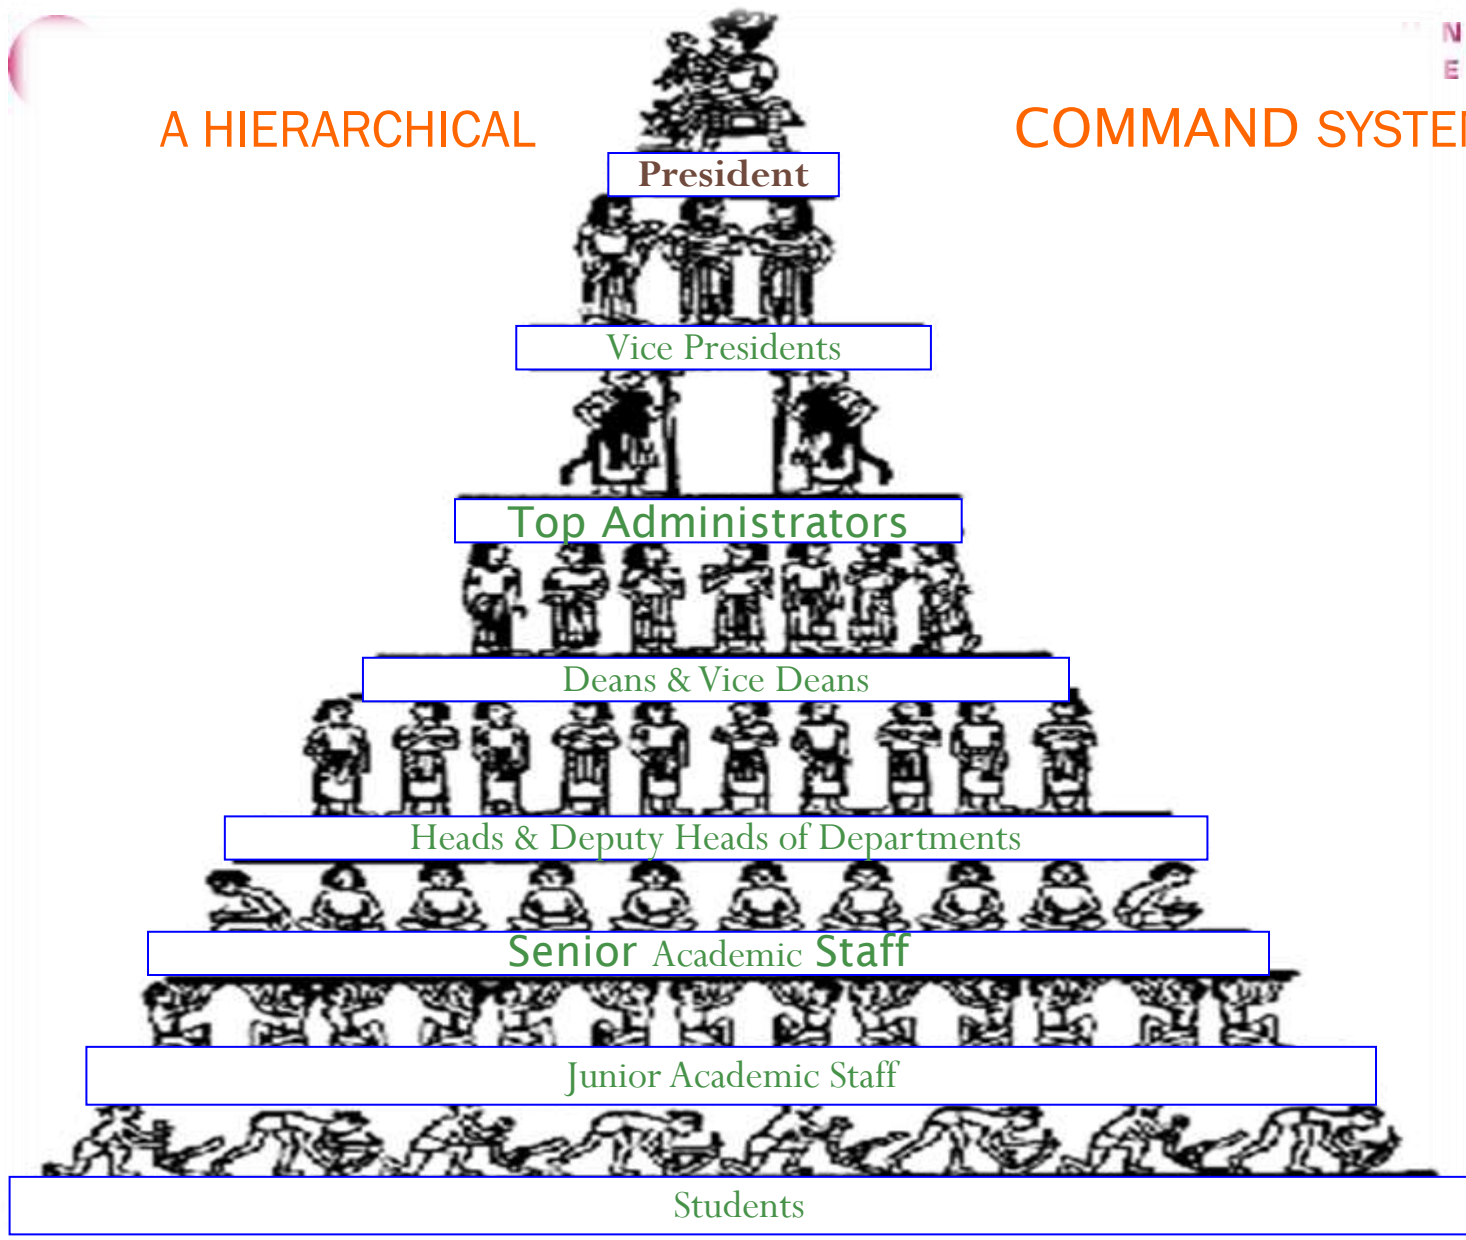 N
E
A HIERARCHICAL COMMAND SYSTEM
President
Vice Presidents
Top Administrators
Deans & Vice Deans
Heads & Deputy Heads of Departments
Senior Academic Staff
Junior Academic Staff
Students